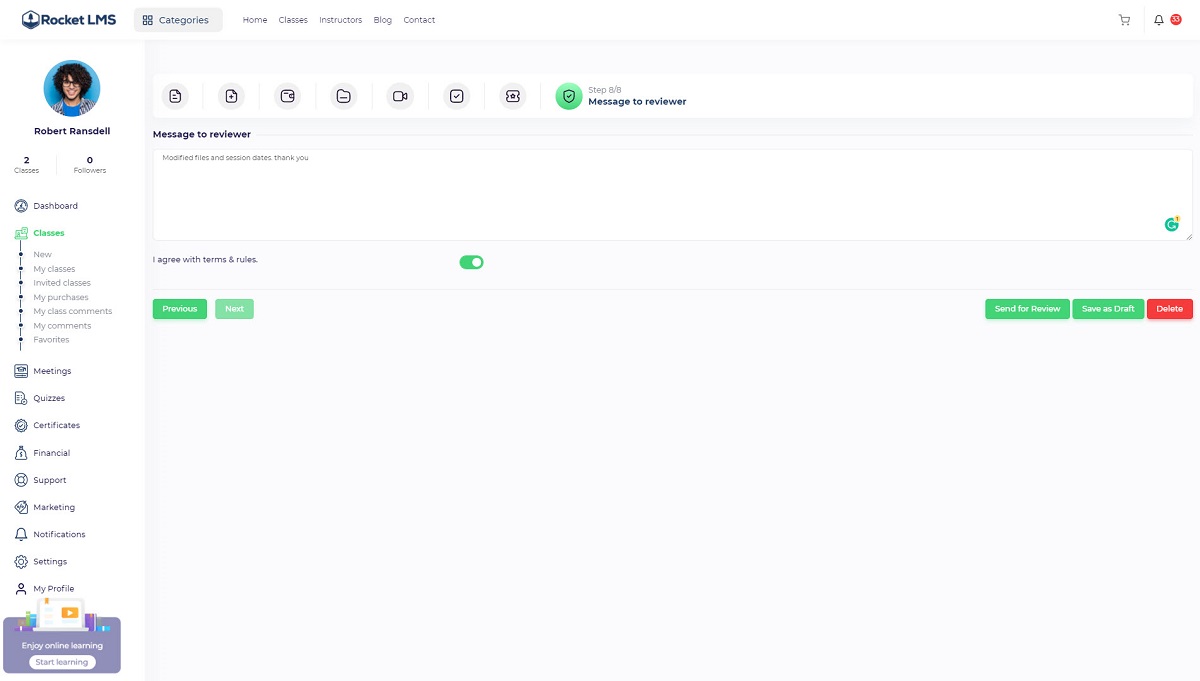 Rocket LMS
Categories
Home
Classes
Instructors
Blog
Contact
33
Robert Ransdell
2
Classes
0
Followers
Dashboard
Classes
New
My classes
Invited classes
My purchases
My class comments
My comments
Favorites
Meetings
Quizzes
Certificates
Financial
Support
Marketing
Notifications
Settings
My Profile
Enjoy online learning
Start learning
Step 8/8
Message to reviewer
Message to reviewer
Modified files and session dates. thank you
1
I agree with terms & rules.
Previous
Next
Send for Review
Save as Draft
Delete